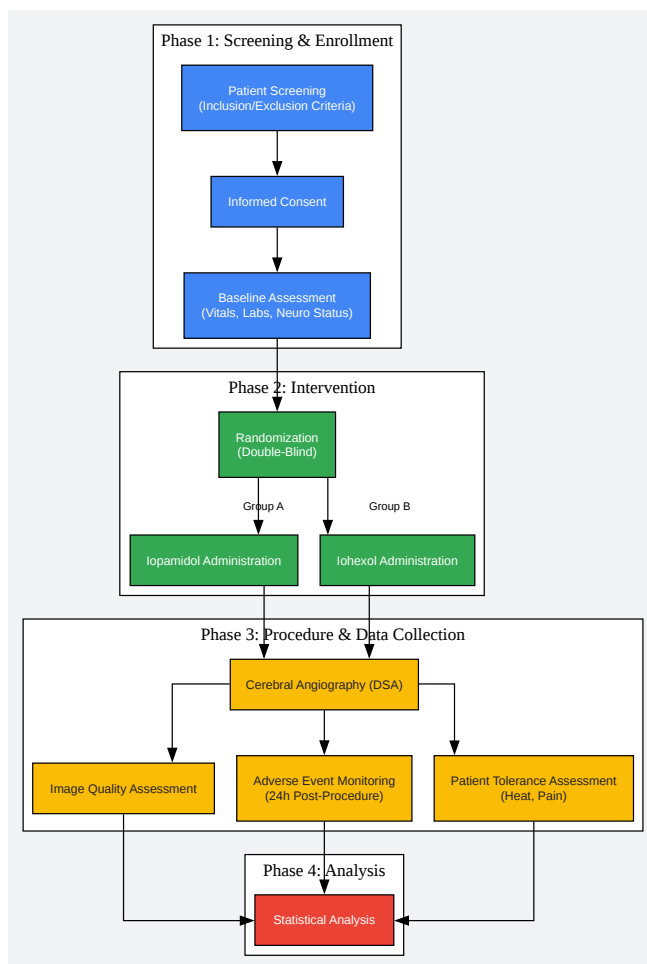 Phase 1: Screening & Enrollment
Patient Screening
(Inclusion/Exclusion Criteria)
Informed Consent
Baseline Assessment
(Vitals, Labs, Neuro Status)
Phase 2: Intervention
Randomization
(Double-Blind)
Group A
Group B
Iopamidol Administration
Iohexol Administration
Phase 3: Procedure & Data Collection
Cerebral Angiography (DSA)
Image Quality Assessment
Adverse Event Monitoring
(24h Post-Procedure)
Patient Tolerance Assessment
(Heat, Pain)
Phase 4: Analysis
Statistical Analysis